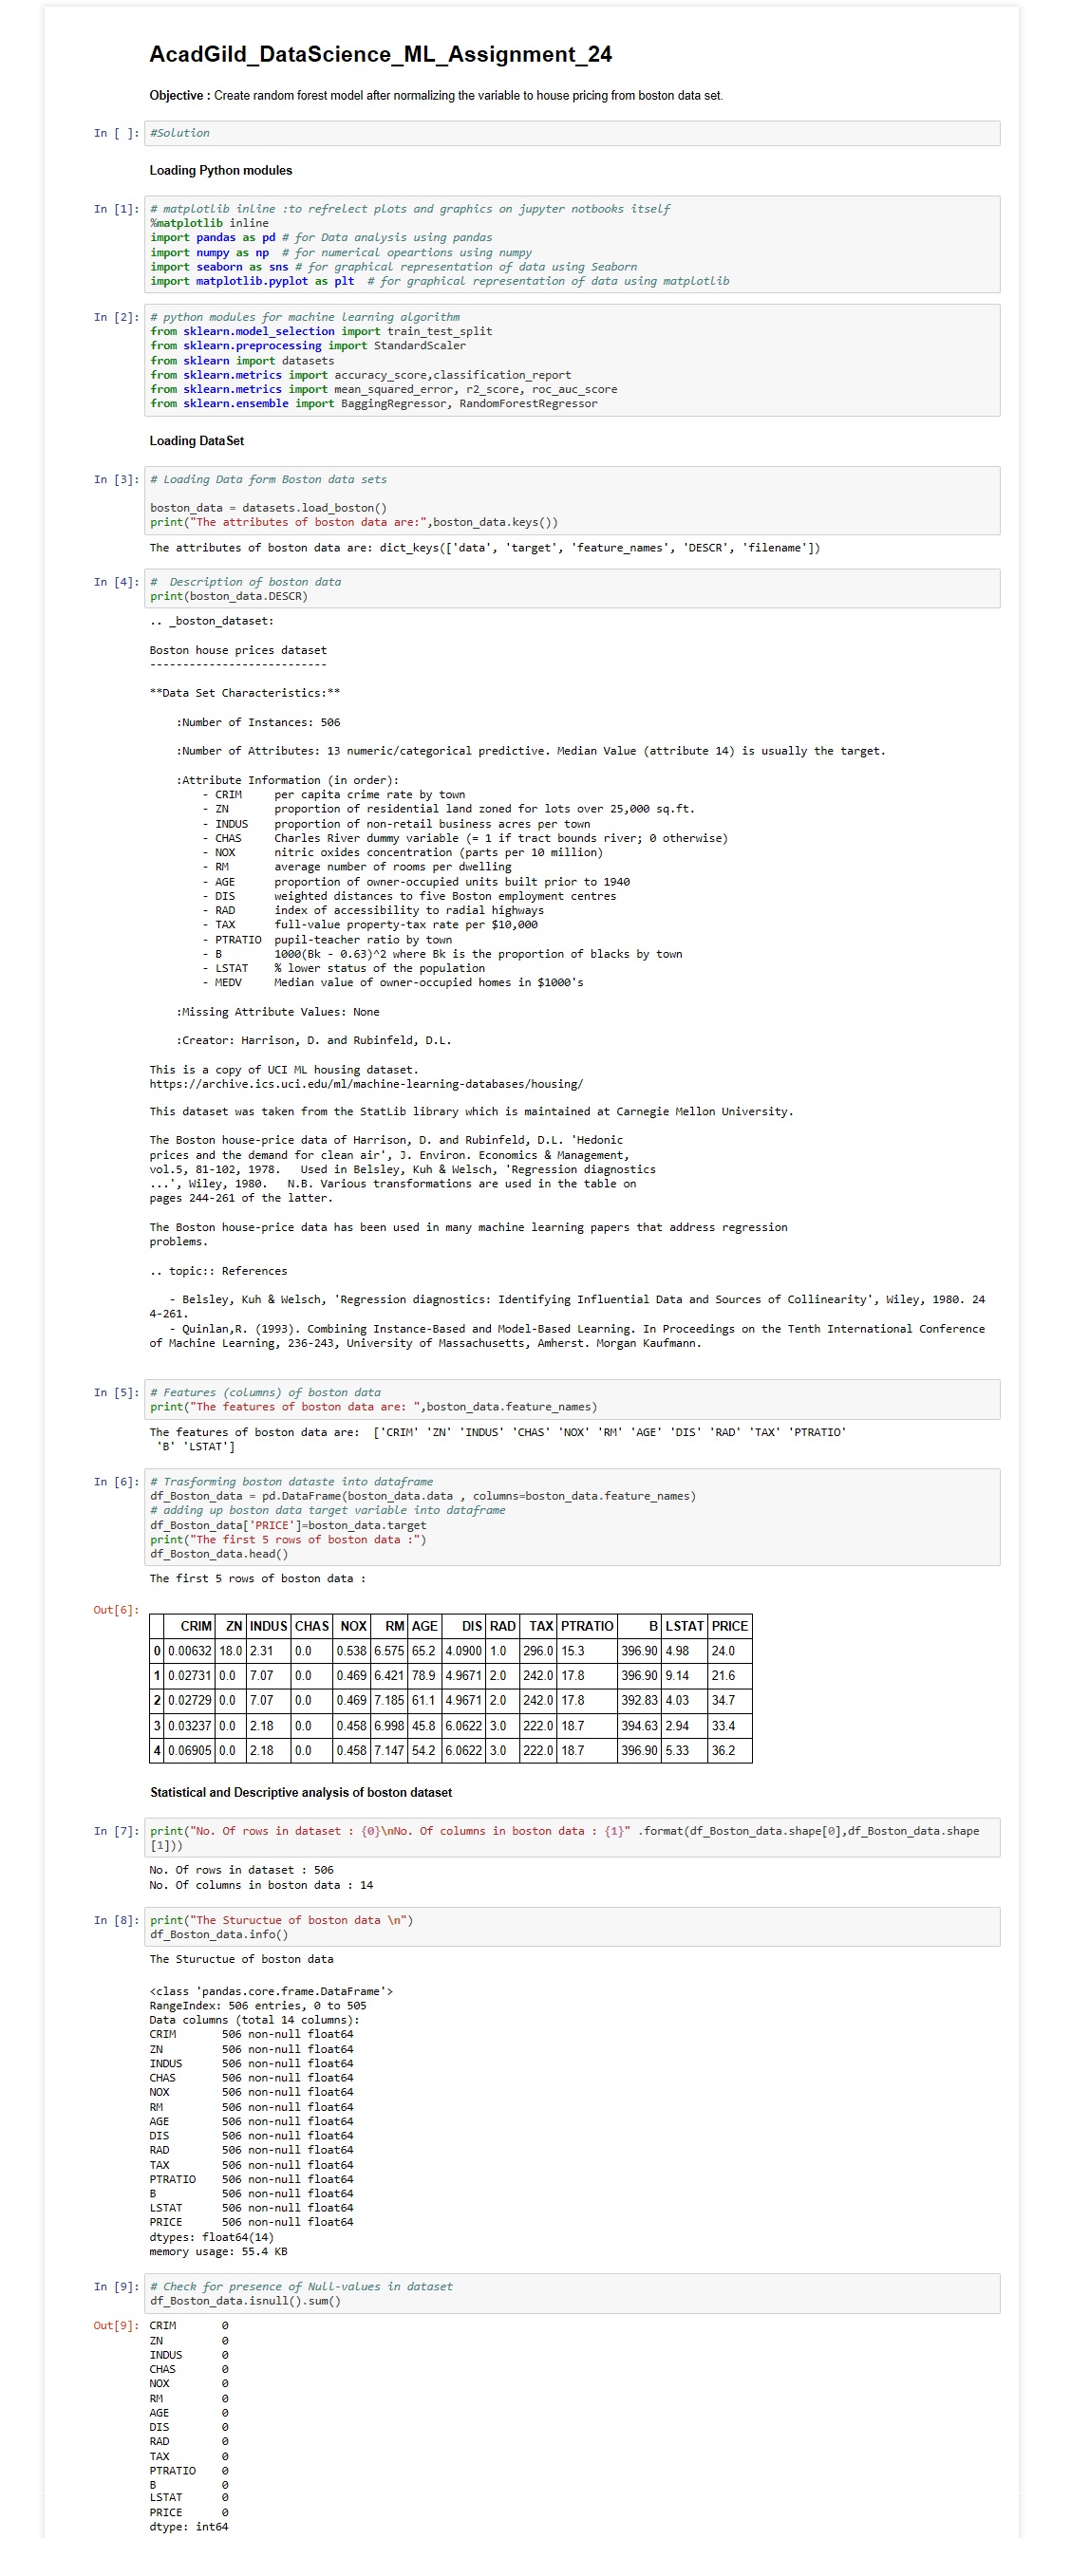 AcadGild_DataScience_ML_Assignment_24
Objective : Create random forest model after normalizing the variable to house pricing from boston data set.
In [ ]: #Solution
Loading Python modules
In [1]: # matplotlib inline :to refrelect plots and graphics on jupyter notbooks itself
%matplotlib inline
import pandas as pd # for Data analysis using pandas
import numpy as np  # for numerical opeartions using numpy
import seaborn as sns # for graphical representation of data using Seaborn
import matplotlib.pyplot as plt  # for graphical representation of data using matplotlib
In [2]: # python modules for machine learning algorithm
from sklearn.model_selection import train_test_split
from sklearn.preprocessing import StandardScaler
from sklearn import datasets
from sklearn.metrics import accuracy_score,classification_report
from sklearn.metrics import mean_squared_error, r2_score, roc_auc_score
from sklearn.ensemble import BaggingRegressor, RandomForestRegressor
Loading DataSet
In [3]: # Loading Data form Boston data sets
boston_data = datasets.load_boston()
print("The attributes of boston data are:",boston_data.keys())
The attributes of boston data are: dict_keys(['data', 'target', 'feature_names', 'DESCR', 'filename'])
In [4]: #  Description of boston data
print(boston_data.DESCR)
.. _boston_dataset:
Boston house prices dataset
---------------------------
**Data Set Characteristics:**
:Number of Instances: 506
:Number of Attributes: 13 numeric/categorical predictive. Median Value (attribute 14) is usually the target.
:Attribute Information (in order):
- CRIM     per capita crime rate by town
- ZN       proportion of residential land zoned for lots over 25,000 sq.ft.
- INDUS    proportion of non-retail business acres per town
- CHAS     Charles River dummy variable (= 1 if tract bounds river; 0 otherwise)
- NOX      nitric oxides concentration (parts per 10 million)
- RM       average number of rooms per dwelling
- AGE      proportion of owner-occupied units built prior to 1940
- DIS      weighted distances to five Boston employment centres
- RAD      index of accessibility to radial highways
- TAX      full-value property-tax rate per $10,000
- PTRATIO  pupil-teacher ratio by town
- B        1000(Bk - 0.63)^2 where Bk is the proportion of blacks by town
- LSTAT    % lower status of the population
- MEDV     Median value of owner-occupied homes in $1000's
:Missing Attribute Values: None
:Creator: Harrison, D. and Rubinfeld, D.L.
This is a copy of UCI ML housing dataset.
https://archive.ics.uci.edu/ml/machine-learning-databases/housing/
This dataset was taken from the StatLib library which is maintained at Carnegie Mellon University.
The Boston house-price data of Harrison, D. and Rubinfeld, D.L. 'Hedonic
prices and the demand for clean air', J. Environ. Economics & Management,
vol.5, 81-102, 1978.   Used in Belsley, Kuh & Welsch, 'Regression diagnostics
...', Wiley, 1980.   N.B. Various transformations are used in the table on
pages 244-261 of the latter.
The Boston house-price data has been used in many machine learning papers that address regression
problems.
.. topic:: References
- Belsley, Kuh & Welsch, 'Regression diagnostics: Identifying Influential Data and Sources of Collinearity', Wiley, 1980. 24
4-261.
- Quinlan,R. (1993). Combining Instance-Based and Model-Based Learning. In Proceedings on the Tenth International Conference
of Machine Learning, 236-243, University of Massachusetts, Amherst. Morgan Kaufmann.
In [5]: # Features (columns) of boston data
print("The features of boston data are: ",boston_data.feature_names)
The features of boston data are:  ['CRIM' 'ZN' 'INDUS' 'CHAS' 'NOX' 'RM' 'AGE' 'DIS' 'RAD' 'TAX' 'PTRATIO'
'B' 'LSTAT']
In [6]: # Trasforming boston dataste into dataframe
df_Boston_data = pd.DataFrame(boston_data.data , columns=boston_data.feature_names)
# adding up boston data target variable into dataframe
df_Boston_data['PRICE']=boston_data.target
print("The first 5 rows of boston data :")
df_Boston_data.head()
The first 5 rows of boston data :
Out[6]:
CRIM ZN INDUS CHAS NOX RM AGE DIS RAD TAX PTRATIO B LSTAT PRICE
0 0.00632 18.0 2.31 0.0 0.538 6.575 65.2 4.0900 1.0 296.0 15.3 396.90 4.98 24.0
1 0.02731 0.0 7.07 0.0 0.469 6.421 78.9 4.9671 2.0 242.0 17.8 396.90 9.14 21.6
2 0.02729 0.0 7.07 0.0 0.469 7.185 61.1 4.9671 2.0 242.0 17.8 392.83 4.03 34.7
3 0.03237 0.0 2.18 0.0 0.458 6.998 45.8 6.0622 3.0 222.0 18.7 394.63 2.94 33.4
4 0.06905 0.0 2.18 0.0 0.458 7.147 54.2 6.0622 3.0 222.0 18.7 396.90 5.33 36.2
Statistical and Descriptive analysis of boston dataset
In [7]: print("No. Of rows in dataset : {0}\nNo. Of columns in boston data : {1}" .format(df_Boston_data.shape[0],df_Boston_data.shape
[1]))
No. Of rows in dataset : 506
No. Of columns in boston data : 14
In [8]: print("The Stuructue of boston data \n")
df_Boston_data.info()
The Stuructue of boston data
<class 'pandas.core.frame.DataFrame'>
RangeIndex: 506 entries, 0 to 505
Data columns (total 14 columns):
CRIM       506 non-null float64
ZN         506 non-null float64
INDUS      506 non-null float64
CHAS       506 non-null float64
NOX        506 non-null float64
RM         506 non-null float64
AGE        506 non-null float64
DIS        506 non-null float64
RAD        506 non-null float64
TAX        506 non-null float64
PTRATIO    506 non-null float64
B          506 non-null float64
LSTAT      506 non-null float64
PRICE      506 non-null float64
dtypes: float64(14)
memory usage: 55.4 KB
In [9]: # Check for presence of Null-values in dataset
df_Boston_data.isnull().sum()
Out[9]: CRIM       0
ZN         0
INDUS      0
CHAS       0
NOX        0
RM         0
AGE        0
DIS        0
RAD        0
TAX        0
PTRATIO    0
B          0
LSTAT      0
PRICE      0
dtype: int64